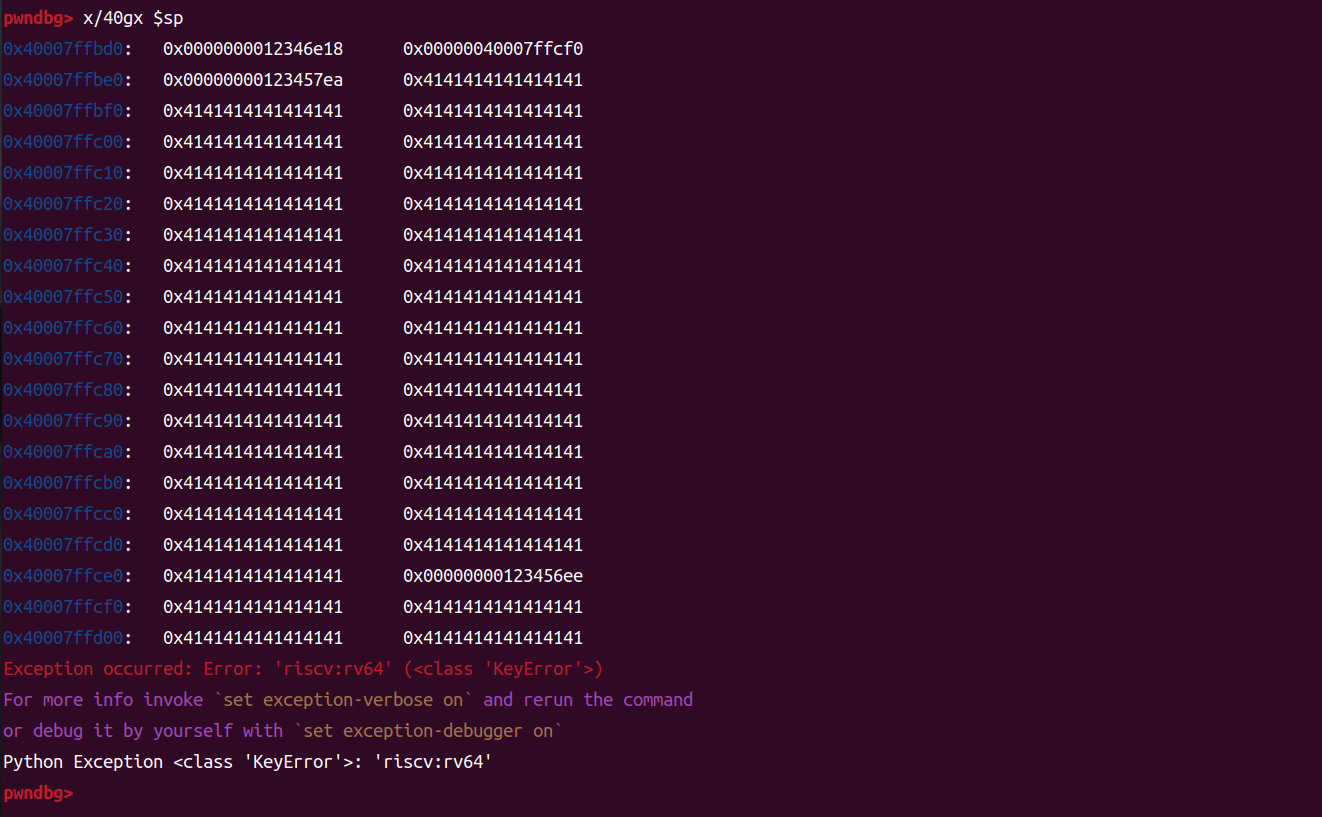 pwndbg> x/40gx $sp
0x40007ffbd0: 0x0000000012346e18 0x00000040007ffcf0
0x40007ffbe0: 0x00000000123457ea 0x4141414141414141
0x40007ffbf0: 0x4141414141414141 0x4141414141414141
0x40007ffc00: 0x4141414141414141 0x4141414141414141
0x40007ffc10: 0x4141414141414141 0x4141414141414141
0x40007ffc20: 0x4141414141414141 0x4141414141414141
0x40007ffc30: 0x4141414141414141 0x4141414141414141
0x40007ffc40: 0x4141414141414141 0x4141414141414141
0x40007ffc50: 0x4141414141414141 0x4141414141414141
0x40007ffc60: 0x4141414141414141 0x4141414141414141
0x40007ffc70: 0x4141414141414141 0x4141414141414141
0x40007ffc80: 0x4141414141414141 0x4141414141414141
0x40007ffc90: 0x4141414141414141 0x4141414141414141
0x40007ffca0: 0x4141414141414141 0x4141414141414141
0x40007ffcb0: 0x4141414141414141 0x4141414141414141
0x40007ffcc0: 0x4141414141414141 0x4141414141414141
0x40007ffcd0: 0x4141414141414141 0x4141414141414141
0x40007ffce0: 0x4141414141414141 0x00000000123456ee
0x40007ffcf0: 0x4141414141414141 0x4141414141414141
0x40007ffd00: 0x4141414141414141 0x4141414141414141
Exception occurred: Error: 'riscv:rv64' (<class 'KeyError'>)
For more info invoke `set exception-verbose on` and rerun the command
or debug it by yourself with `set exception-debugger on`
Python Exception <class 'KeyError'>: 'riscv:rv64'
pwndbg>